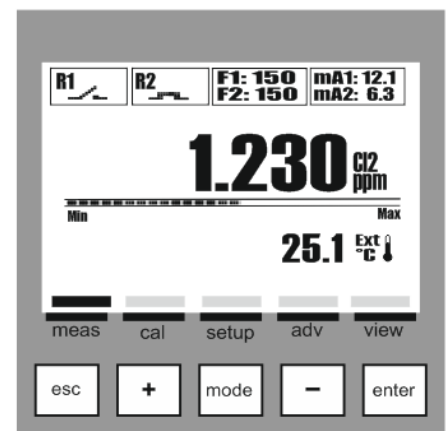 R1 R2 F1: 150 mA1: 12.1
F2: 150 mA2: 6.3
1.230 Cl2
ppm
Min Max
25.1 Ext
°C
meas cal setup adv view
esc + mode - enter